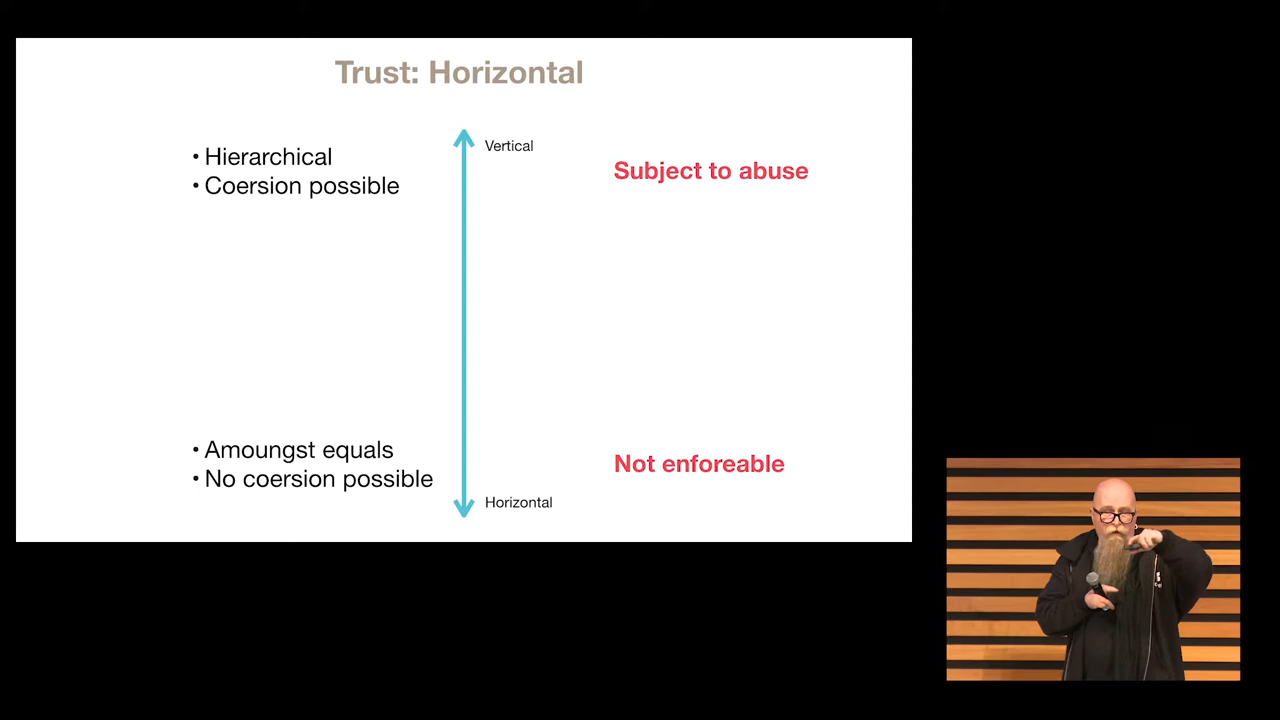 Trust: Horizontal
• Hierarchical
• Coersion possible
Vertical
Subject to abuse
• Amoungst equals
• No coersion possible
Not enforeable
Horizontal